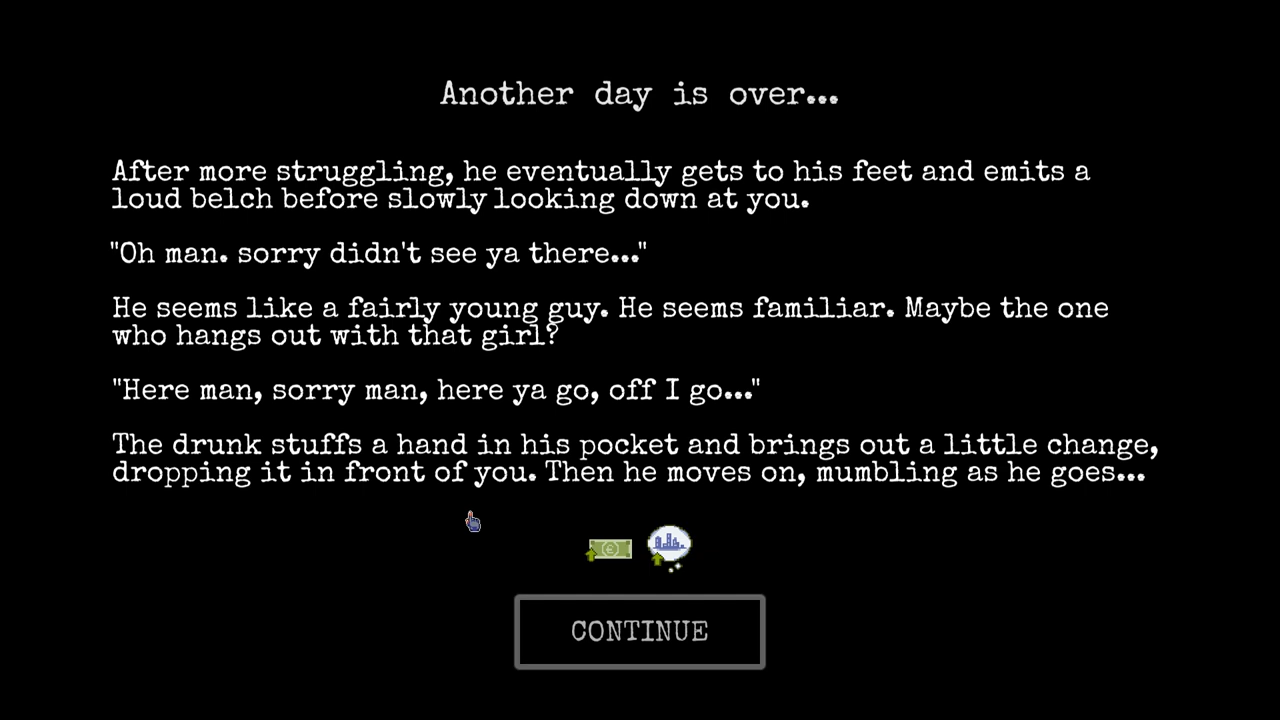 Another day is over...
After more struggling, he eventually gets to his feet and emits a
loud belch before slowly looking down at you.
"Oh man. sorry didn't see ya there..."
He seems like a fairly young guy. He seems familiar. Maybe the one
who hangs out with that girl?
"Here man, sorry man, here ya go, off I go..."
The drunk stuffs a hand in his pocket and brings out a little change,
dropping it in front of you. Then he moves on, mumbling as he goes...
CONTINUE